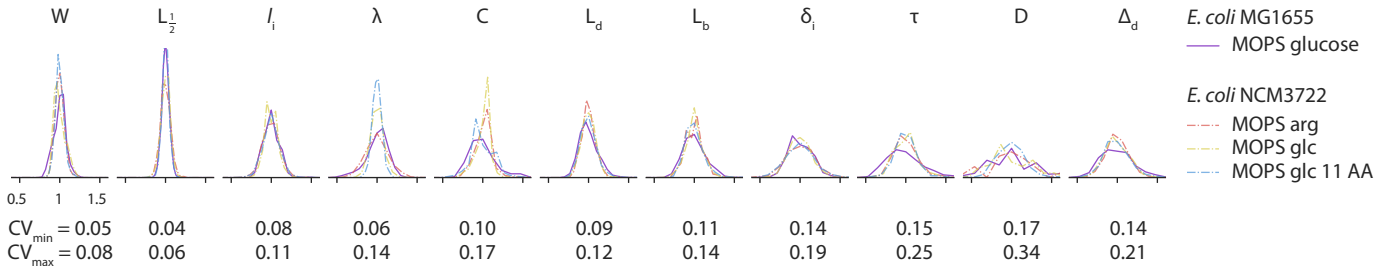 W L½ lᵢ λ C L_d L_b δᵢ τ D Δ_d
E. coli MG1655
MOPS glucose
E. coli NCM3722
MOPS arg
MOPS glc
MOPS glc 11 AA
0.5 1 1.5
CV_min = 0.05 0.04 0.08 0.06 0.10 0.09 0.11 0.14 0.15 0.17 0.14
CV_max = 0.08 0.06 0.11 0.14 0.17 0.12 0.14 0.19 0.25 0.34 0.21